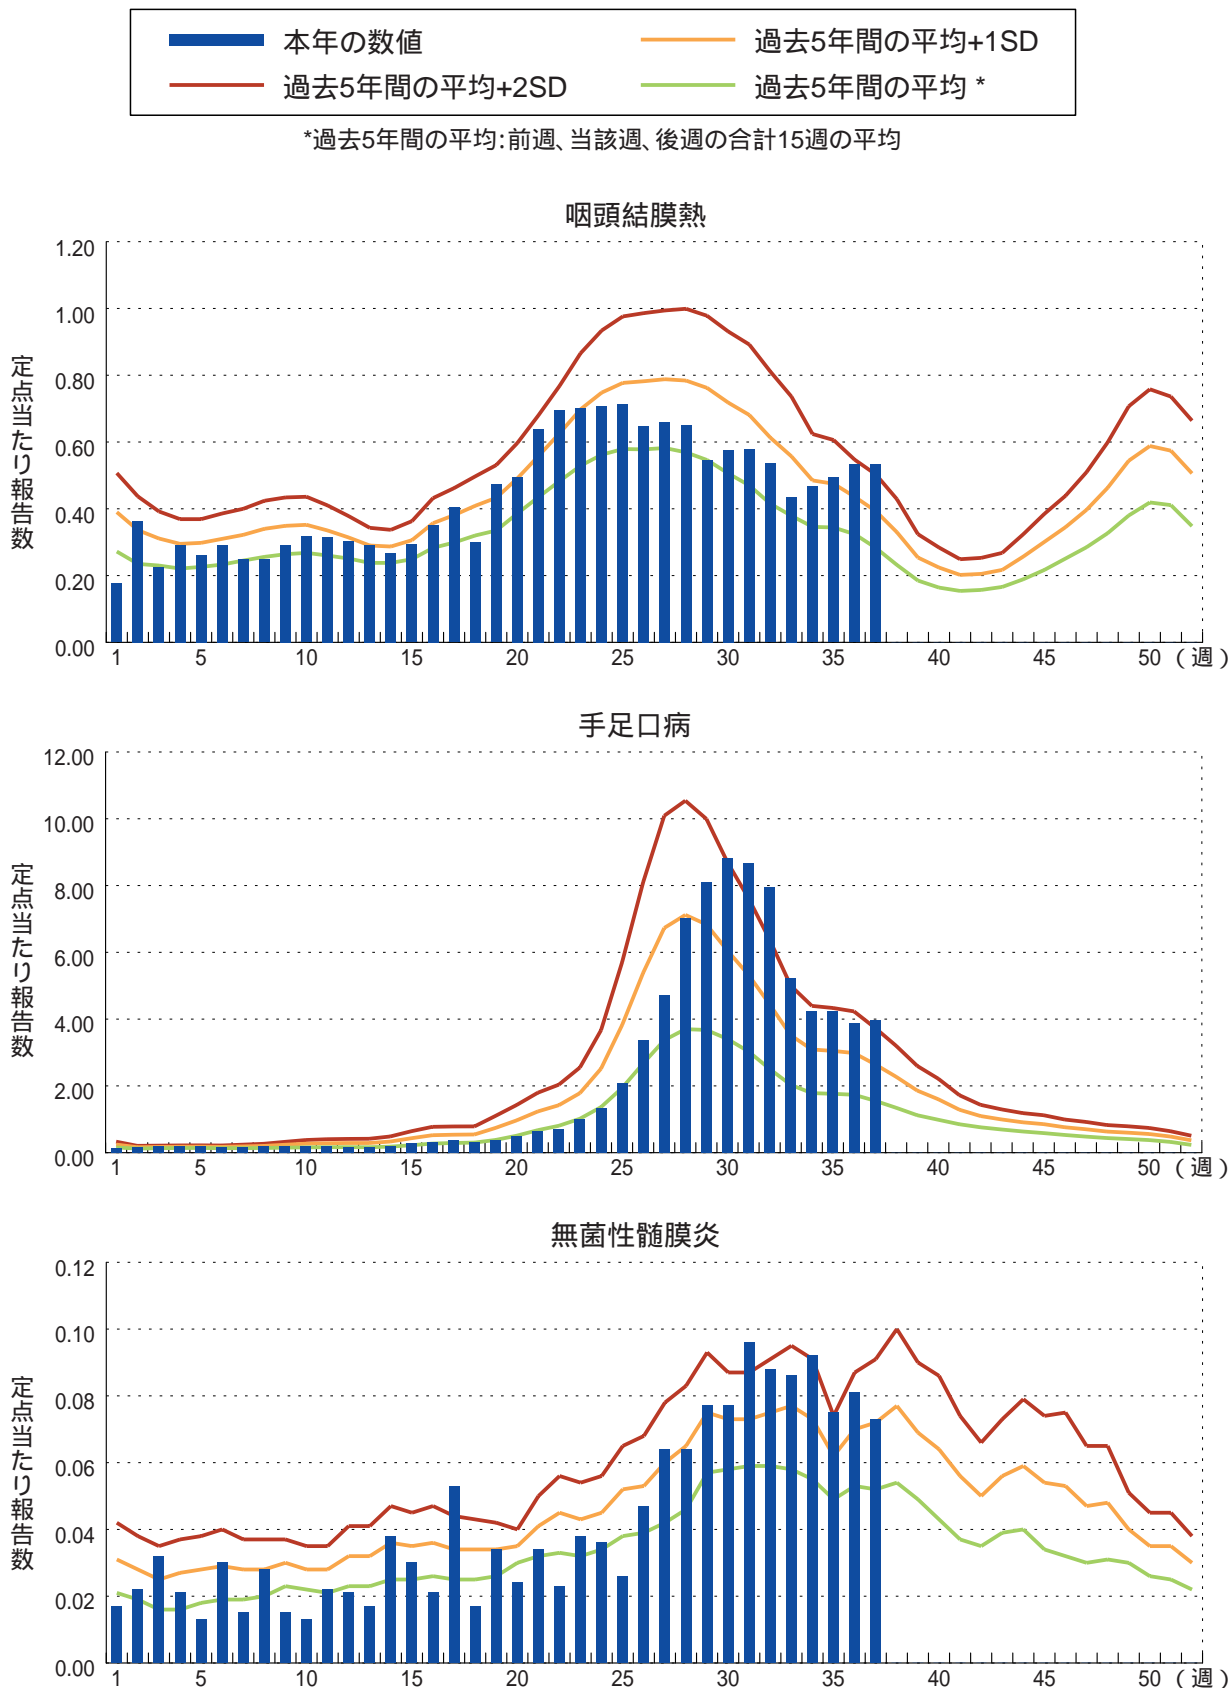 本年の数値 過去5年間の平均+1SD
過去5年間の平均+2SD 過去5年間の平均 *
*過去5年間の平均:前週、当該週、後週の合計15週の平均
咽頭結膜熱
定点当たり報告数
1.20
1.00
0.80
0.60
0.40
0.20
0.00
1 5 10 15 20 25 30 35 40 45 50 (週)
手足口病
定点当たり報告数
12.00
10.00
8.00
6.00
4.00
2.00
0.00
1 5 10 15 20 25 30 35 40 45 50 (週)
無菌性髄膜炎
定点当たり報告数
0.12
0.10
0.08
0.06
0.04
0.02
0.00
1 5 10 15 20 25 30 35 40 45 50 (週)